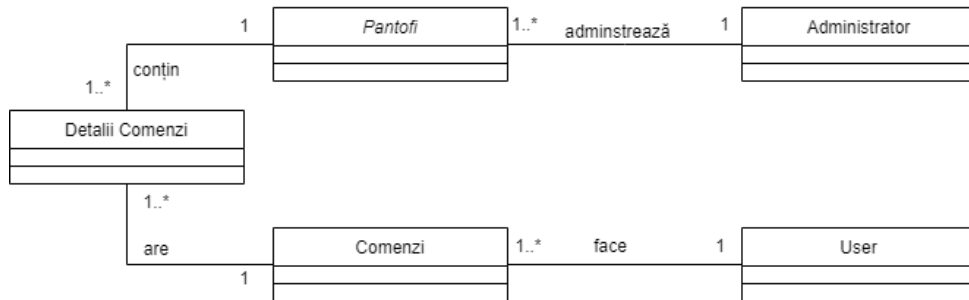 1 Pantofi 1..* adminstrează 1 Administrator
conțin
1..*
Detalii Comenzi
1..*
are Comenzi 1..* face 1 User
1